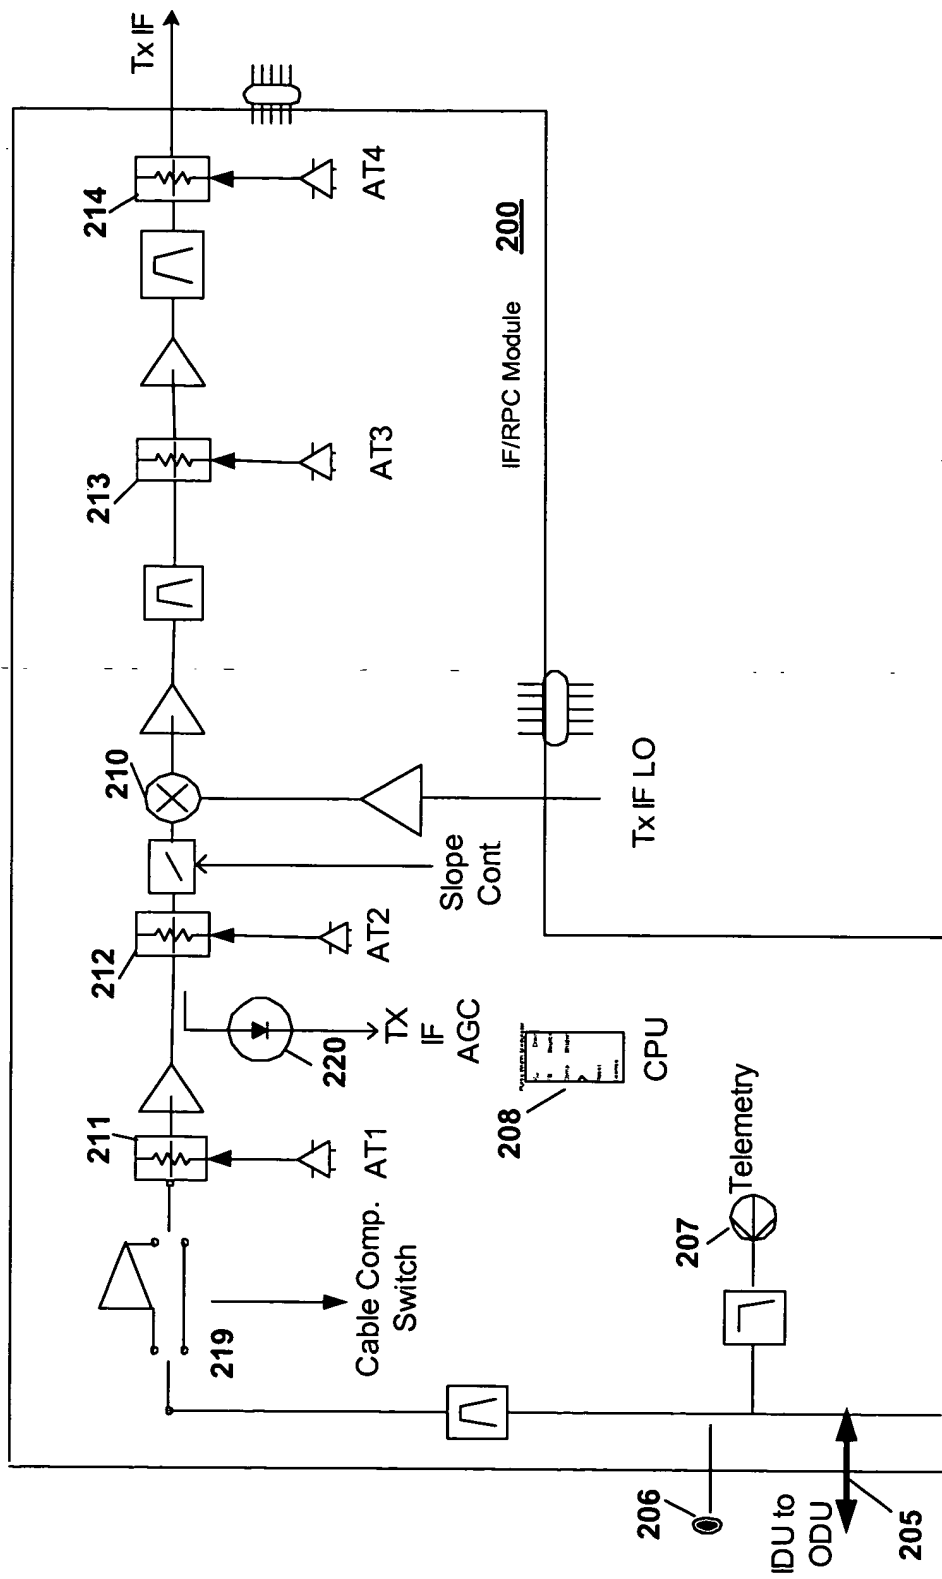 IDU to
ODU
205
206
207
Telemetry
219
Cable Comp.
Switch
211
AT1
208
CPU
220
TX
IF
AGC
212
AT2
Slope
Cont
210
Tx IF LO
213
AT3
IF/RPC Module
200
214
AT4
Tx IF